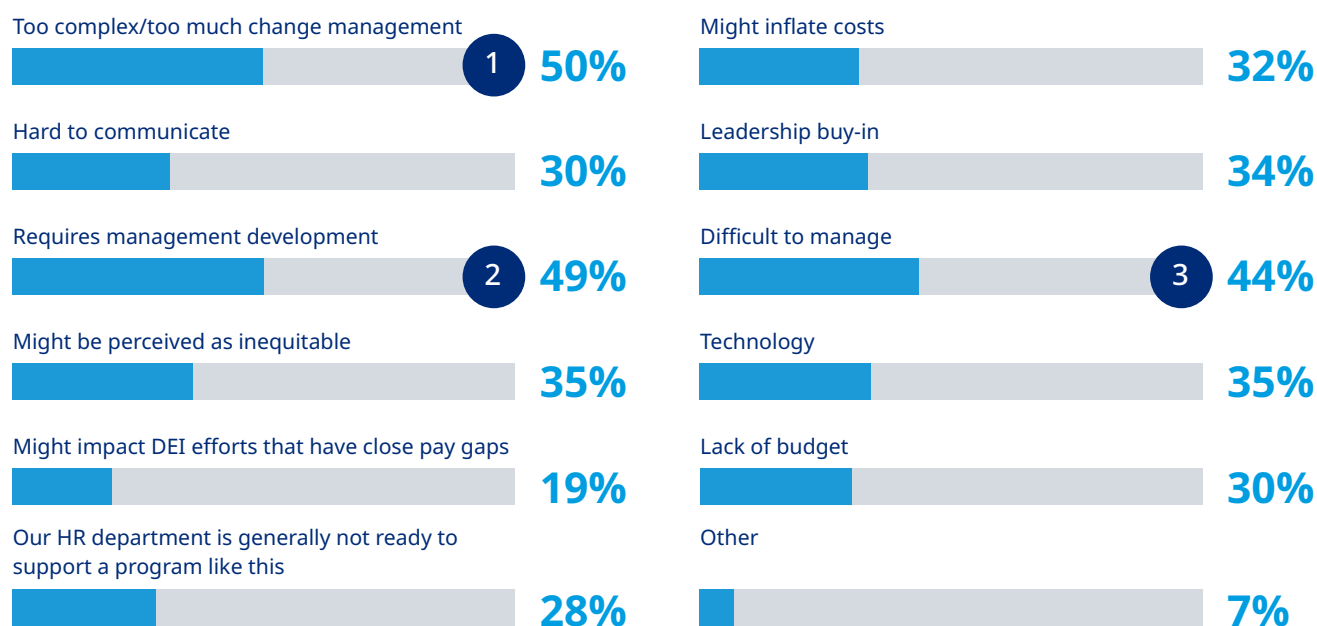 Too complex/too much change management
1
50%
Hard to communicate
30%
Requires management development
2
49%
Might be perceived as inequitable
35%
Might impact DEI efforts that have close pay gaps
19%
Our HR department is generally not ready to
support a program like this
28%
Might inflate costs
32%
Leadership buy-in
34%
Difficult to manage
3
44%
Technology
35%
Lack of budget
30%
Other
7%